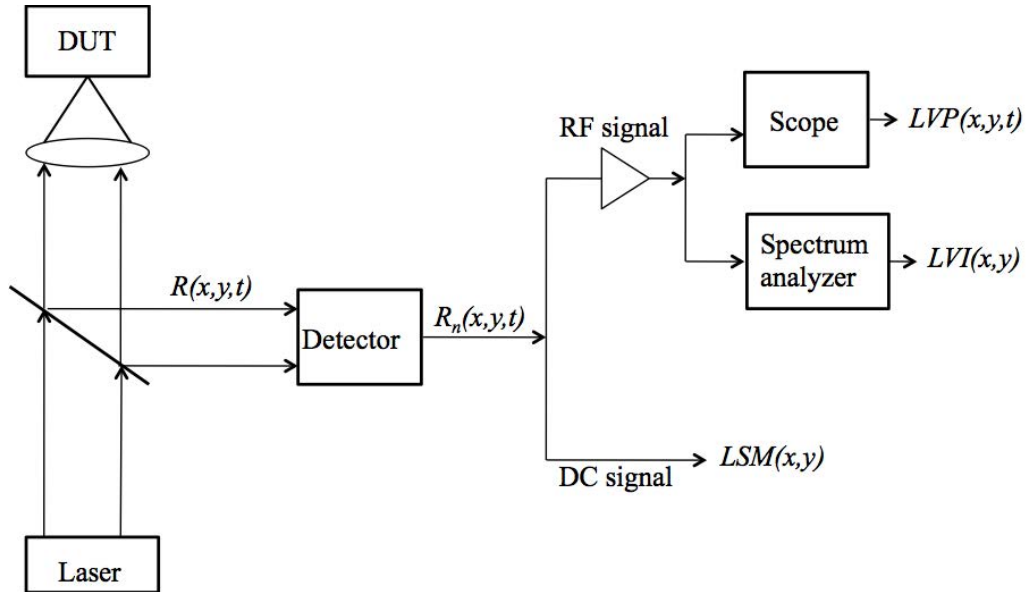 DUT
RF signal
Scope
LVP(x,y,t)
Spectrum
analyzer
LVI(x,y)
R(x,y,t)
Detector
Rn(x,y,t)
LSM(x,y)
DC signal
Laser